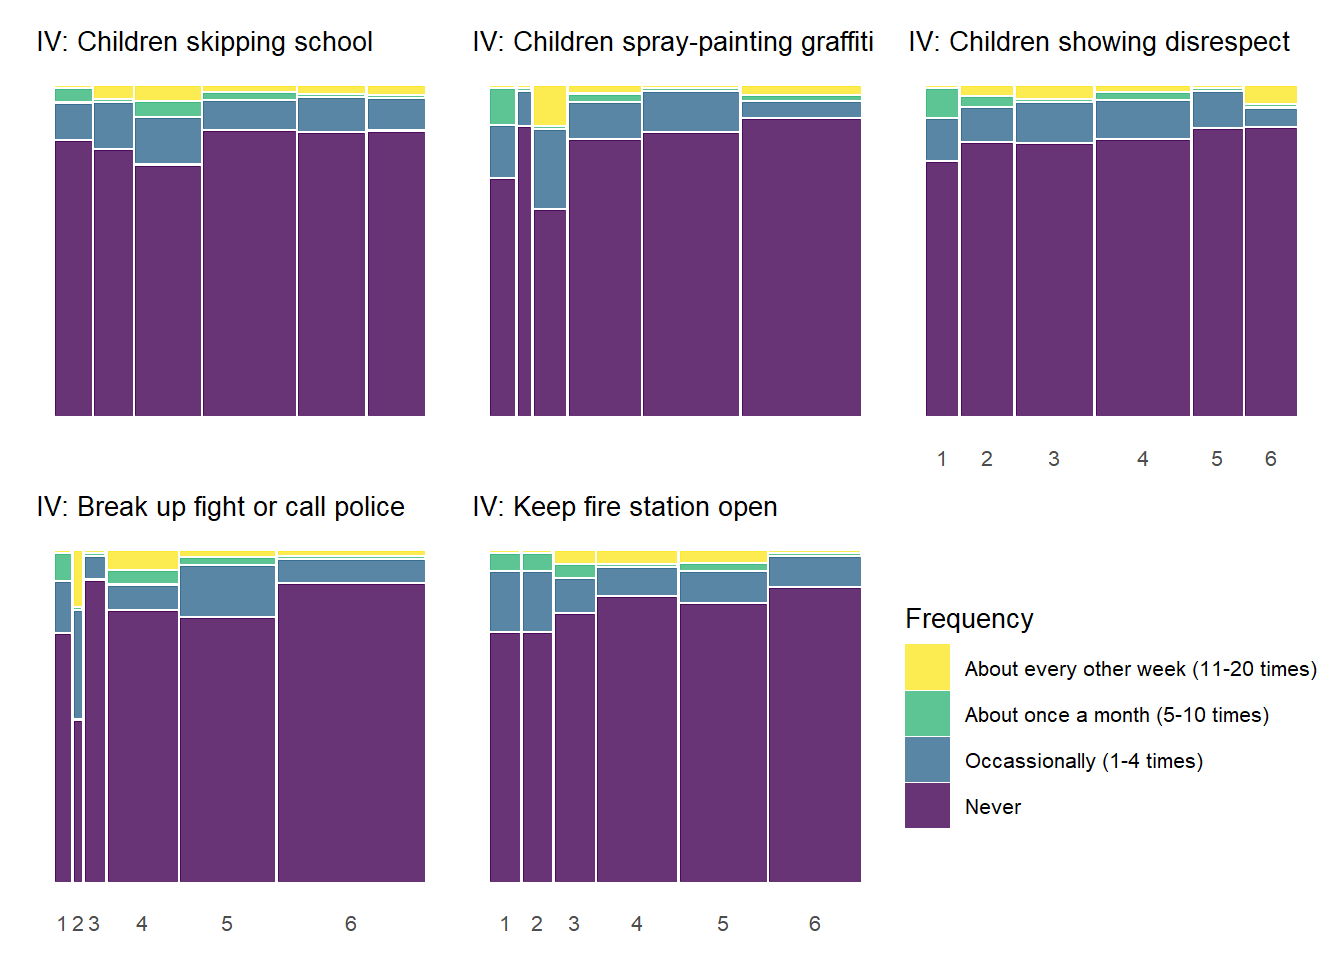 IV: Children skipping school
IV: Children spray-painting graffiti
IV: Children showing disrespect
1 2 3 4 5 6
IV: Break up fight or call police
IV: Keep fire station open
Frequency
About every other week (11-20 times)
About once a month (5-10 times)
Occassionally (1-4 times)
Never
1 2 3 4 5 6
1 2 3 4 5 6